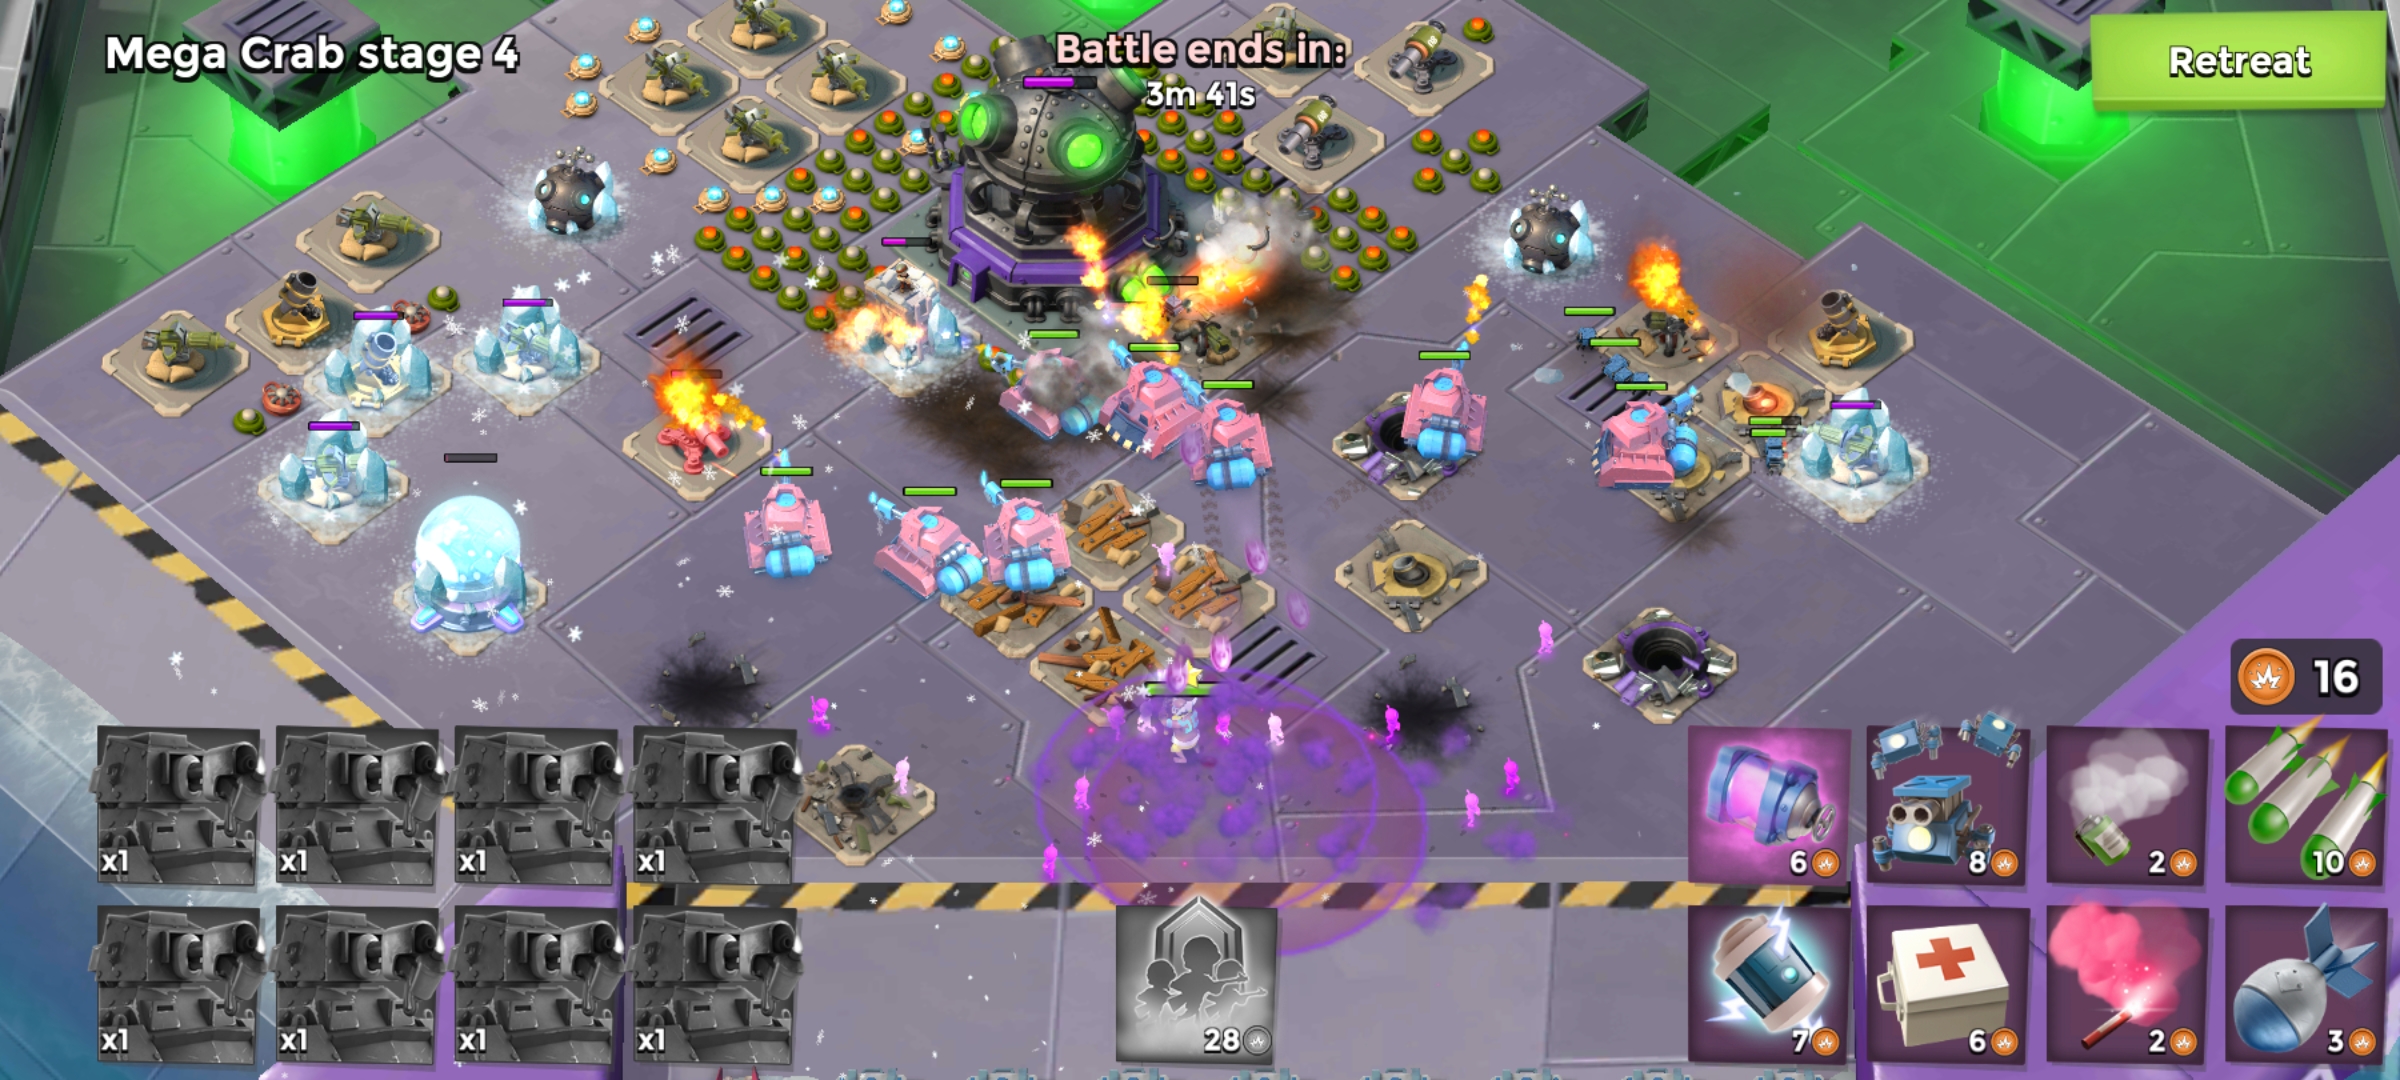 Mega Crab stage 4
Battle ends in:
3m 41s
Retreat
16
x1
x1
x1
x1
6
8
2
10
x1
x1
x1
x1
28
7
6
2
3